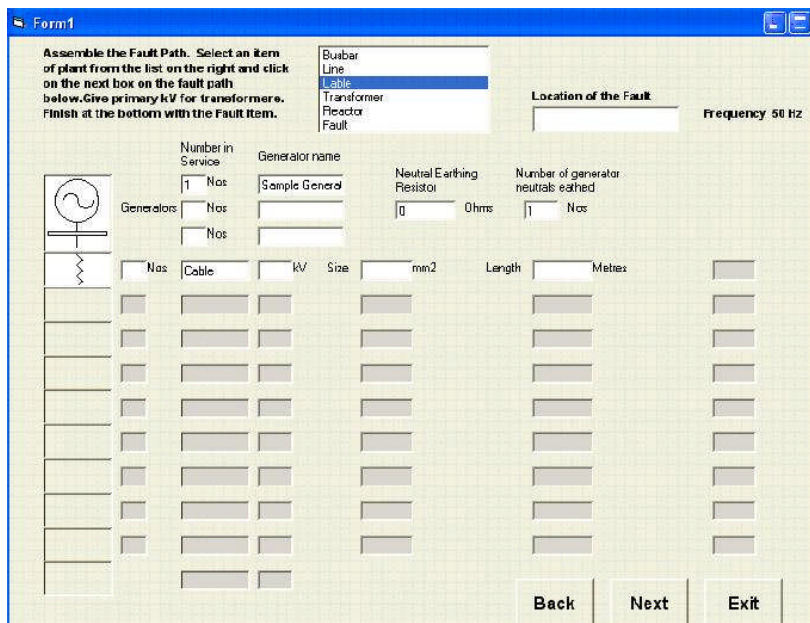 Form1
Assemble the Fault Path. Select an item
of plant from the list on the right and click
on the next box on the fault path
below.Give primary kV for transformere.
Finish at the bottom with the Fault Item.
Busbar
Line
Cable
Transformer
Reactor
Fault
Location of the Fault
Frequency 50 Hz
Number in
Service
Generator name
Neutral Earthing
Resistor
Number of generator
neutrals eathed
1 Nos Sample General
Generators Nos
0 Ohms 1 Nos
Nos
Nos Cable kV Size mm2 Length Metres
Back Next Exit